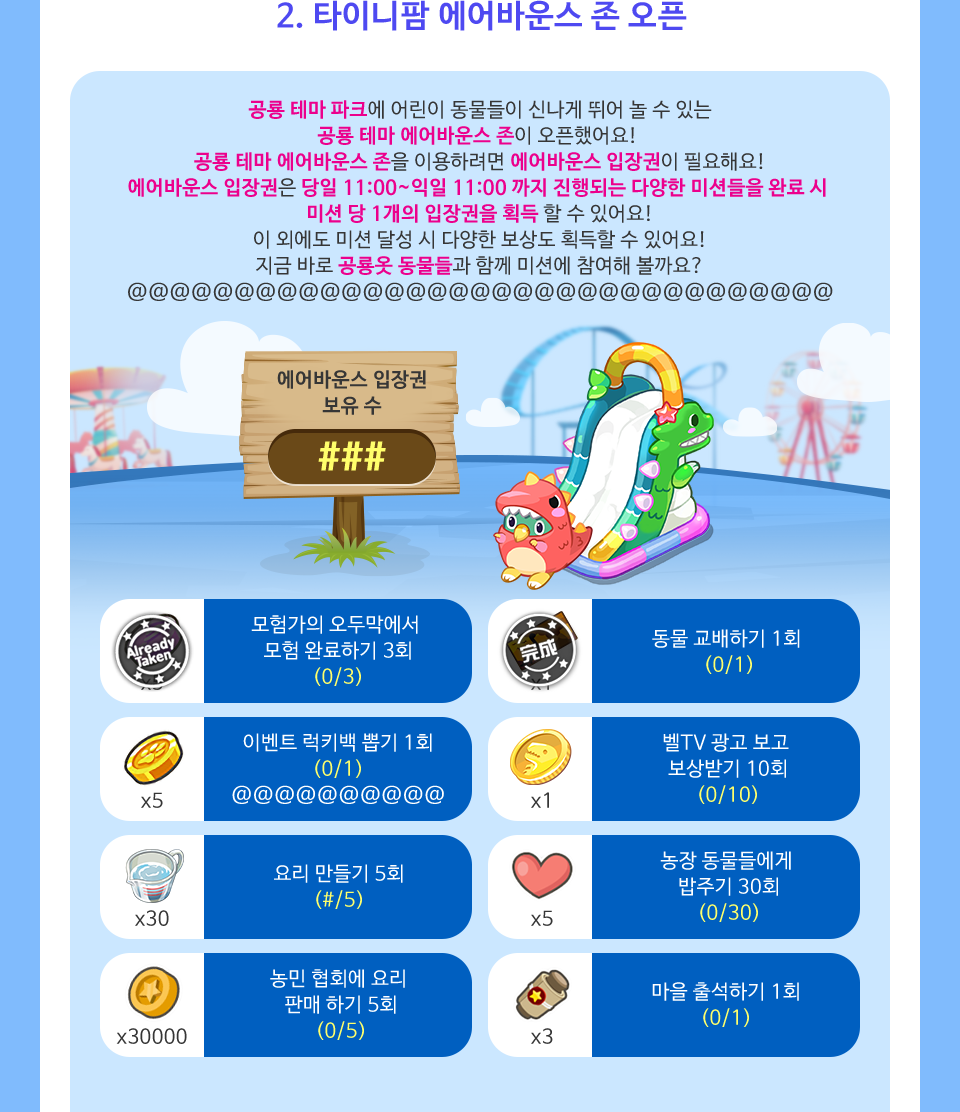 2. 타이니팜 에어바운스 존 오픈
공룡 테마 파크에 어린이 동물들이 신나게 뛰어 놀 수 있는
공룡 테마 에어바운스 존이 오픈했어요!
공룡 테마 에어바운스 존을 이용하려면 에어바운스 입장권이 필요해요!
에어바운스 입장권은 당일 11:00~익일 11:00 까지 진행되는 다양한 미션들을 완료 시
미션 당 1개의 입장권을 획득 할 수 있어요!
이 외에도 미션 달성 시 다양한 보상도 획득할 수 있어요!
지금 바로 공룡옷 동물들과 함께 미션에 참여해 볼까요?
@@@@@@@@@@@@@@@@@@@@@@@@@@@@@@@@@
에어바운스 입장권
보유 수
###
Already
Taken
모험가의 오두막에서
모험 완료하기 3회
(0/3)
完成
x1
동물 교배하기 1회
(0/1)
x5
이벤트 럭키백 뽑기 1회
(0/1)
@@@@@@@@@@
x1
벨TV 광고 보고
보상받기 10회
(0/10)
x30
요리 만들기 5회
(#/5)
x5
농장 동물들에게
밥주기 30회
(0/30)
x30000
농민 협회에 요리
판매 하기 5회
(0/5)
x3
마을 출석하기 1회
(0/1)